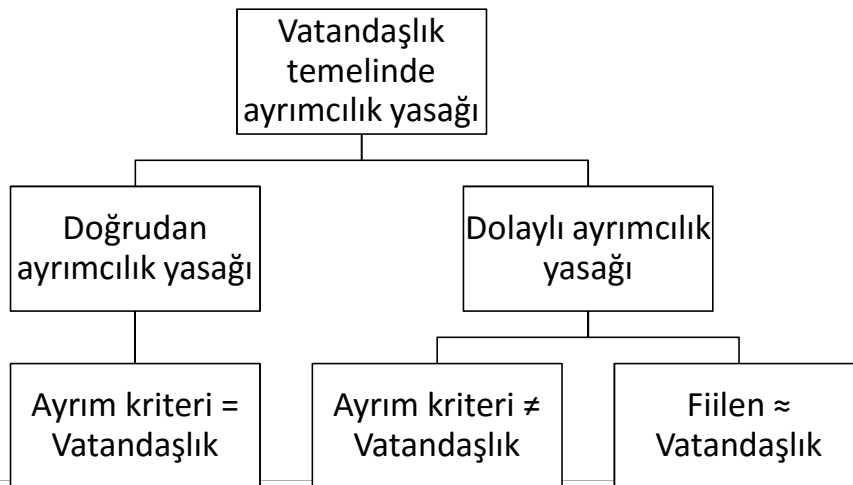 Vatandaşlık
temelinde
ayrımcılık yasağı
Doğrudan
ayrımcılık yasağı
Dolaylı ayrımcılık
yasağı
Ayrım kriteri =
Vatandaşlık
Ayrım kriteri ≠
Vatandaşlık
Fiilen ≈
Vatandaşlık